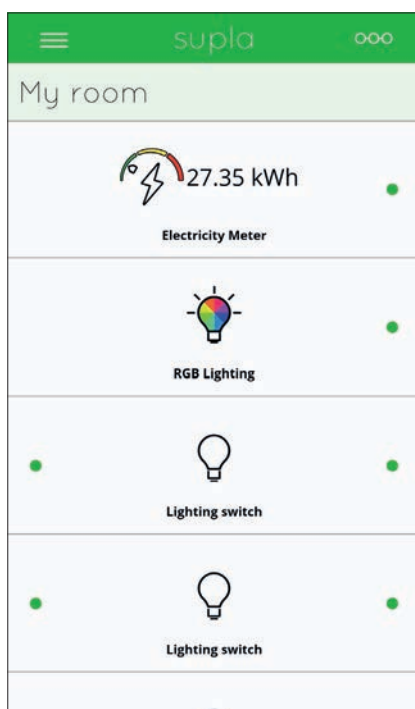 supla
My room
27.35 kWh
Electricity Meter
RGB Lighting
Lighting switch
Lighting switch